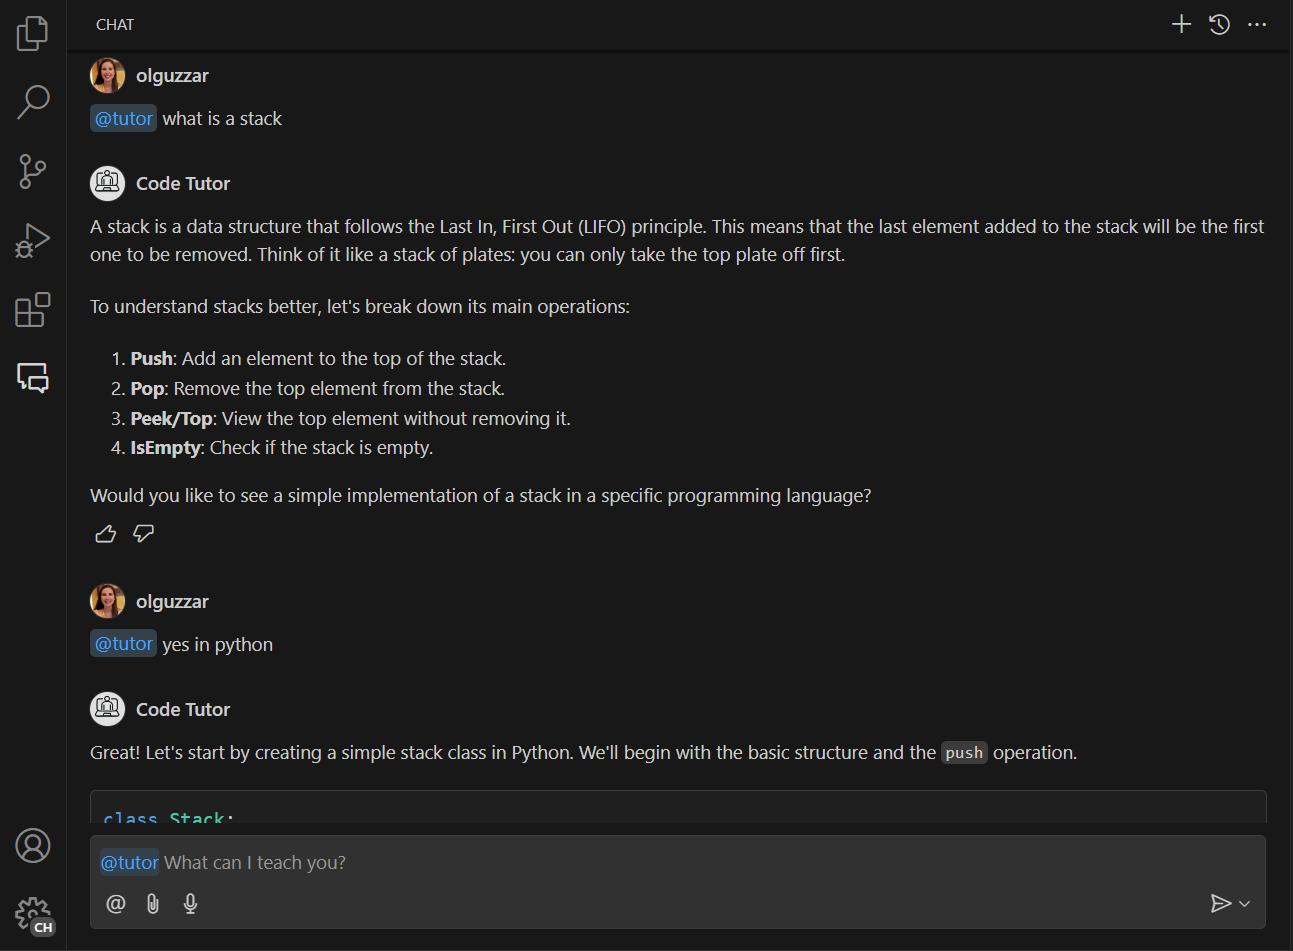 CHAT
olguzzar
@tutor what is a stack
Code Tutor
A stack is a data structure that follows the Last In, First Out (LIFO) principle. This means that the last element added to the stack will be the first
one to be removed. Think of it like a stack of plates: you can only take the top plate off first.
To understand stacks better, let's break down its main operations:
1. Push: Add an element to the top of the stack.
2. Pop: Remove the top element from the stack.
3. Peek/Top: View the top element without removing it.
4. IsEmpty: Check if the stack is empty.
Would you like to see a simple implementation of a stack in a specific programming language?
olguzzar
@tutor yes in python
Code Tutor
Great! Let's start by creating a simple stack class in Python. We'll begin with the basic structure and the push operation.
class Stack:
@tutor What can I teach you?
@
CH